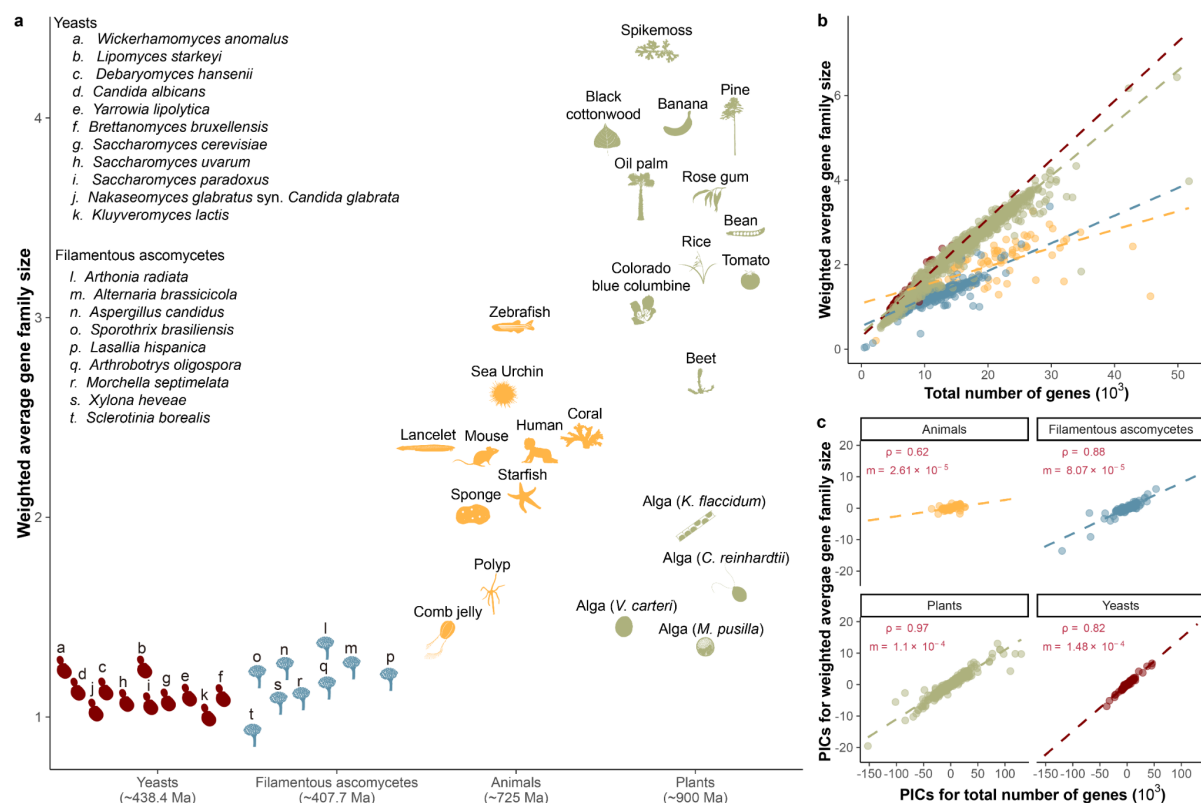 a
Yeasts
a. Wickerhamomyces anomalus
b. Lipomyces starkeyi
c. Debaryomyces hansenii
d. Candida albicans
e. Yarrowia lipolytica
f. Brettanomyces bruxellensis
g. Saccharomyces cerevisiae
h. Saccharomyces uvarum
i. Saccharomyces paradoxus
j. Nakaseomyces glabratus syn. Candida glabrata
k. Kluyveromyces lactis
Filamentous ascomycetes
l. Arthonia radiata
m. Alternaria brassicicola
n. Aspergillus candidus
o. Sporothrix brasiliensis
p. Lasallia hispanica
q. Arthrobotrys oligospora
r. Morchella septimelata
s. Xylona heveae
t. Sclerotinia borealis
Weighted average gene family size
4
3
2
1
Spikemoss
Black
cottonwood
Banana
Pine
Oil palm
Rose gum
Bean
Rice
Tomato
Colorado
blue columbine
Zebrafish
Beet
Sea Urchin
Lancelet
Mouse
Human
Coral
Starfish
Sponge
Alga (K. flaccidum)
Polyp
Alga (C. reinhardtii)
Comb jelly
Alga (V. carteri)
Alga (M. pusilla)
a
b
c
d
j
h
i
g
e
k
f
o
n
l
m
p
q
s
r
t
Yeasts
(~438.4 Ma)
Filamentous ascomycetes
(~407.7 Ma)
Animals
(~725 Ma)
Plants
(~900 Ma)
b
Weighted avergae gene family size
6
4
2
0
0
10
20
30
40
50
Total number of genes (10³)
c
PICs for weighted avergae gene family size
Animals
ρ = 0.62
m = 2.61 × 10⁻⁵
Filamentous ascomycetes
ρ = 0.88
m = 8.07 × 10⁻⁵
20
10
0
-10
-20
Plants
ρ = 0.97
m = 1.1 × 10⁻⁴
Yeasts
ρ = 0.82
m = 1.48 × 10⁻⁴
20
10
0
-10
-20
-150 -100 -50 0 50 100
-150 -100 -50 0 50 100
PICs for total number of genes (10³)